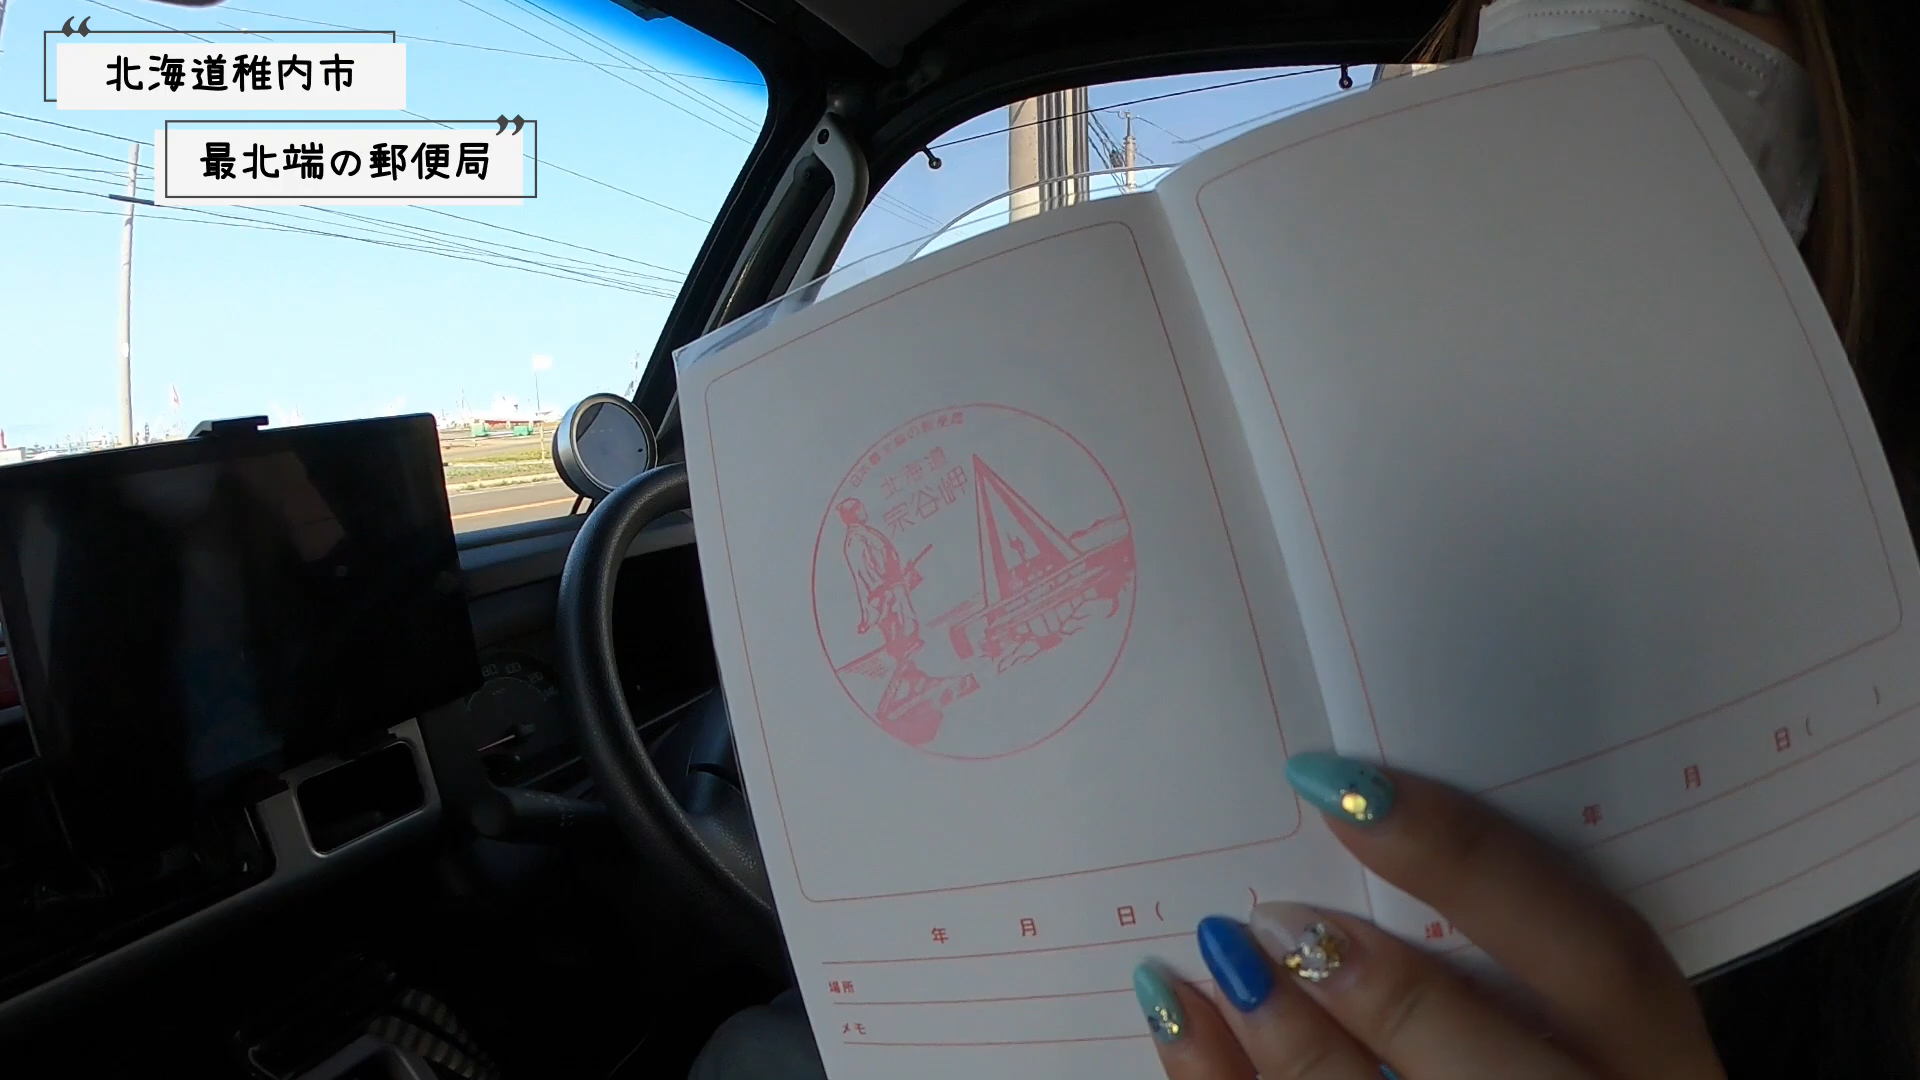 北海道稚内市
最北端の郵便局
日本最北端の郵便局
北海道
宗谷岬
年 月 日( )
場所
メモ
年 月 日( )